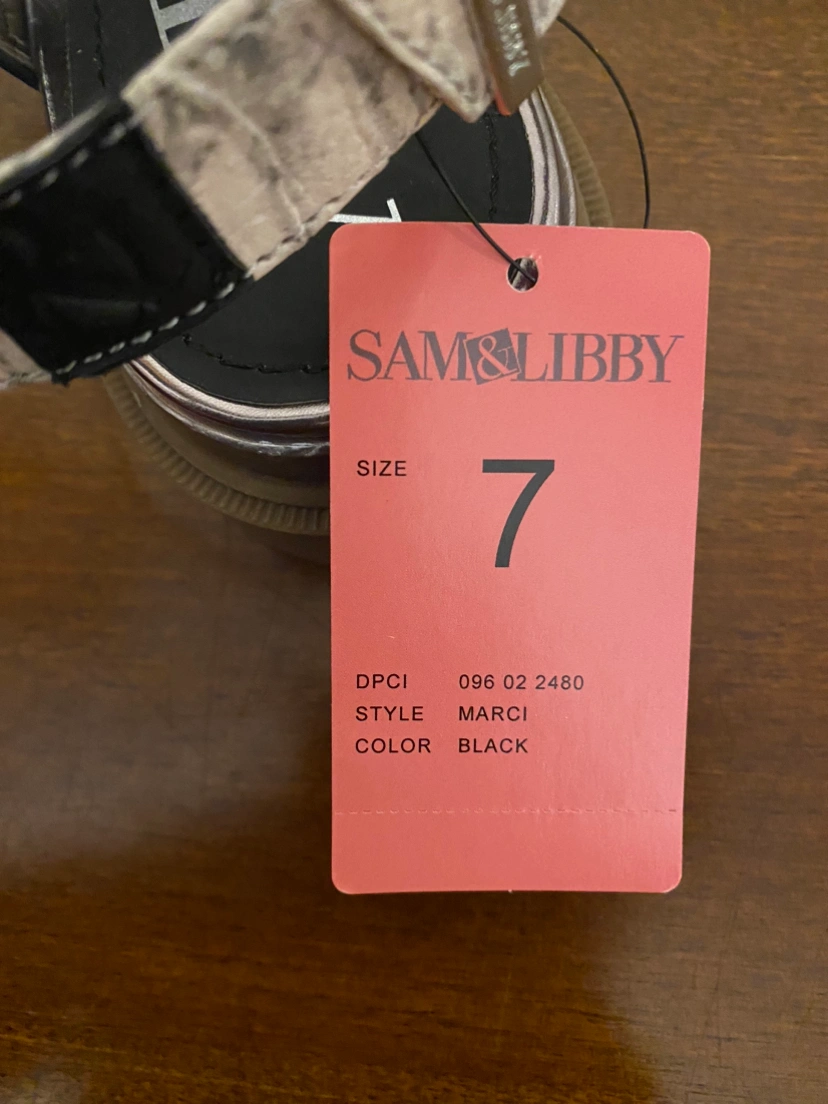 SAM&LIBBY
SIZE 7
DPCI 096 02 2480
STYLE MARCI
COLOR BLACK